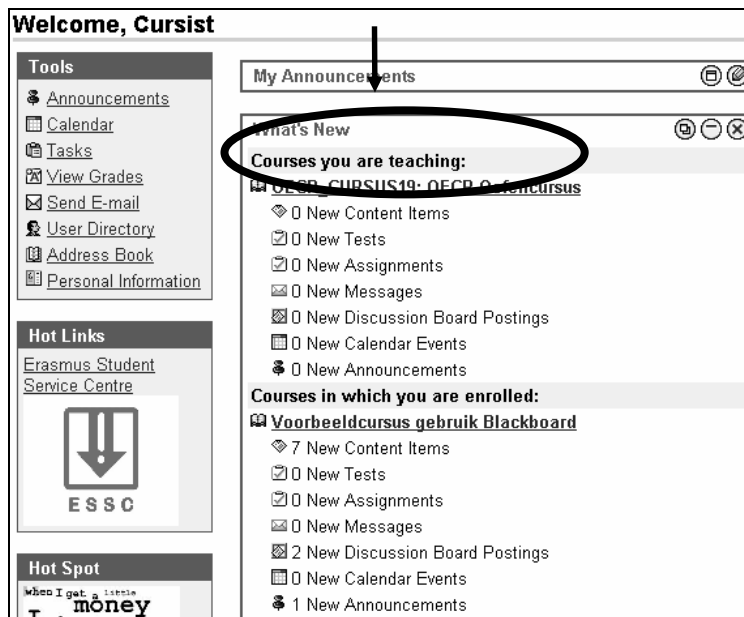 Welcome, Cursist
Tools
Announcements
Calendar
Tasks
View Grades
Send E-mail
User Directory
Address Book
Personal Information
Hot Links
Erasmus Student
Service Centre
ESSC
Hot Spot
when I get a little
money
My Announcements
What's New
Courses you are teaching:
OECR_CURSUS19: OECR Oefencursus
0 New Content Items
0 New Tests
0 New Assignments
0 New Messages
0 New Discussion Board Postings
0 New Calendar Events
0 New Announcements
Courses in which you are enrolled:
Voorbeeldcursus gebruik Blackboard
7 New Content Items
0 New Tests
0 New Assignments
0 New Messages
2 New Discussion Board Postings
0 New Calendar Events
1 New Announcements